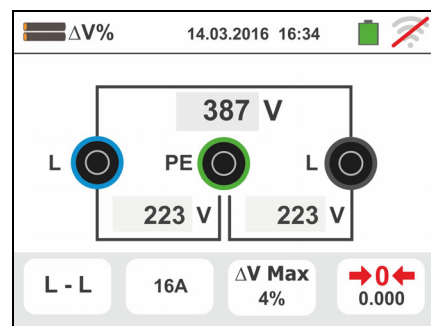 ΔV% 14.03.2016 16:34
387 V
L PE L
223 V 223 V
L - L 16A ΔV Max 4% 0 0.000